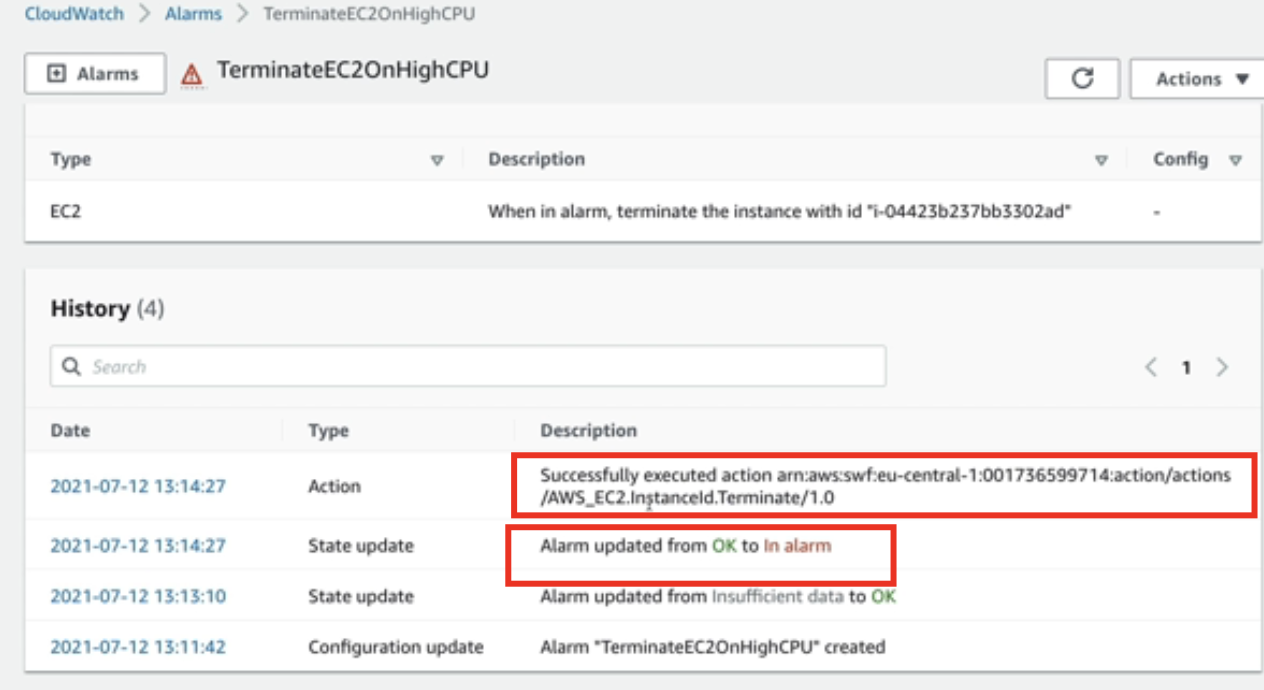 CloudWatch > Alarms > TerminateEC2OnHighCPU
Alarms TerminateEC2OnHighCPU Actions
Type Description Config
EC2 When in alarm, terminate the instance with id "i-04423b237bb3302ad" -
History (4)
Search
1
Date Type Description
2021-07-12 13:14:27 Action Successfully executed action arn:aws:swf:eu-central-1:001736599714:action/actions
/AWS_EC2.InstanceId.Terminate/1.0
2021-07-12 13:14:27 State update Alarm updated from OK to In alarm
2021-07-12 13:13:10 State update Alarm updated from Insufficient data to OK
2021-07-12 13:11:42 Configuration update Alarm "TerminateEC2OnHighCPU" created